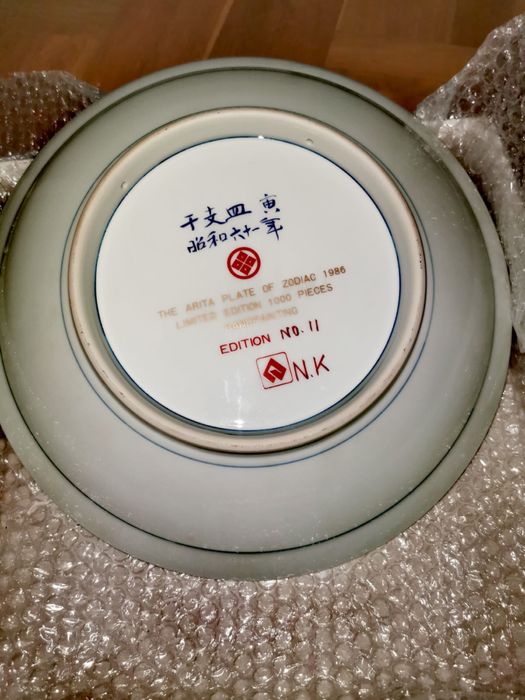 干支皿 寅
昭和六十一年
THE ARITA PLATE OF ZODIAC 1986
LIMITED EDITION 1000 PIECES
HANDPAINTING
EDITION NO. 11
N.K